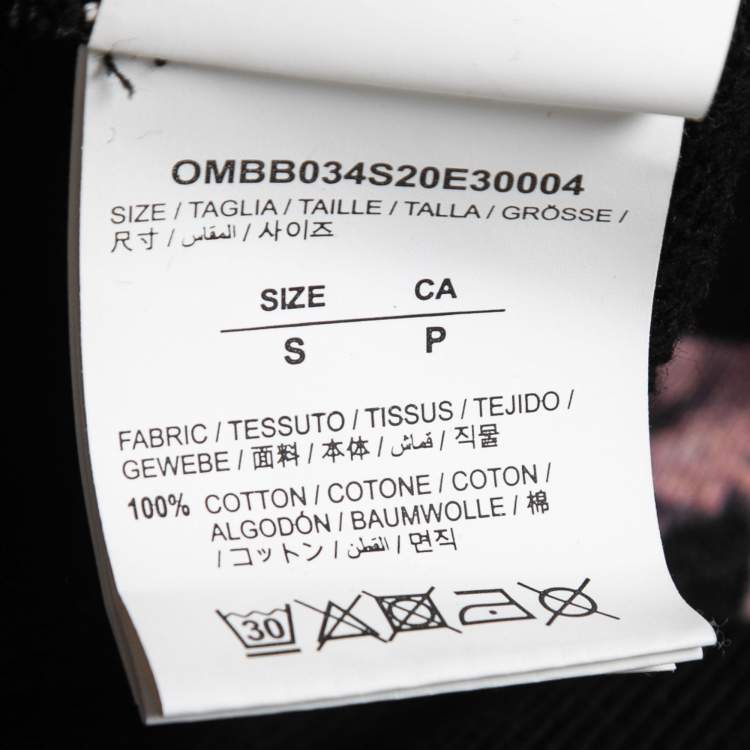 OMBB034S20E30004
SIZE / TAGLIA / TAILLE / TALLA / GRÖSSE /
尺寸 / المقاس / 사이즈
SIZE CA
S P
FABRIC / TESSUTO / TISSUS / TEJIDO /
GEWEBE / 面料 / 本体 / قماش / 직물
100% COTTON / COTONE / COTON /
ALGODÓN / BAUMWOLLE / 棉
/ コットン / القطن / 면직
30